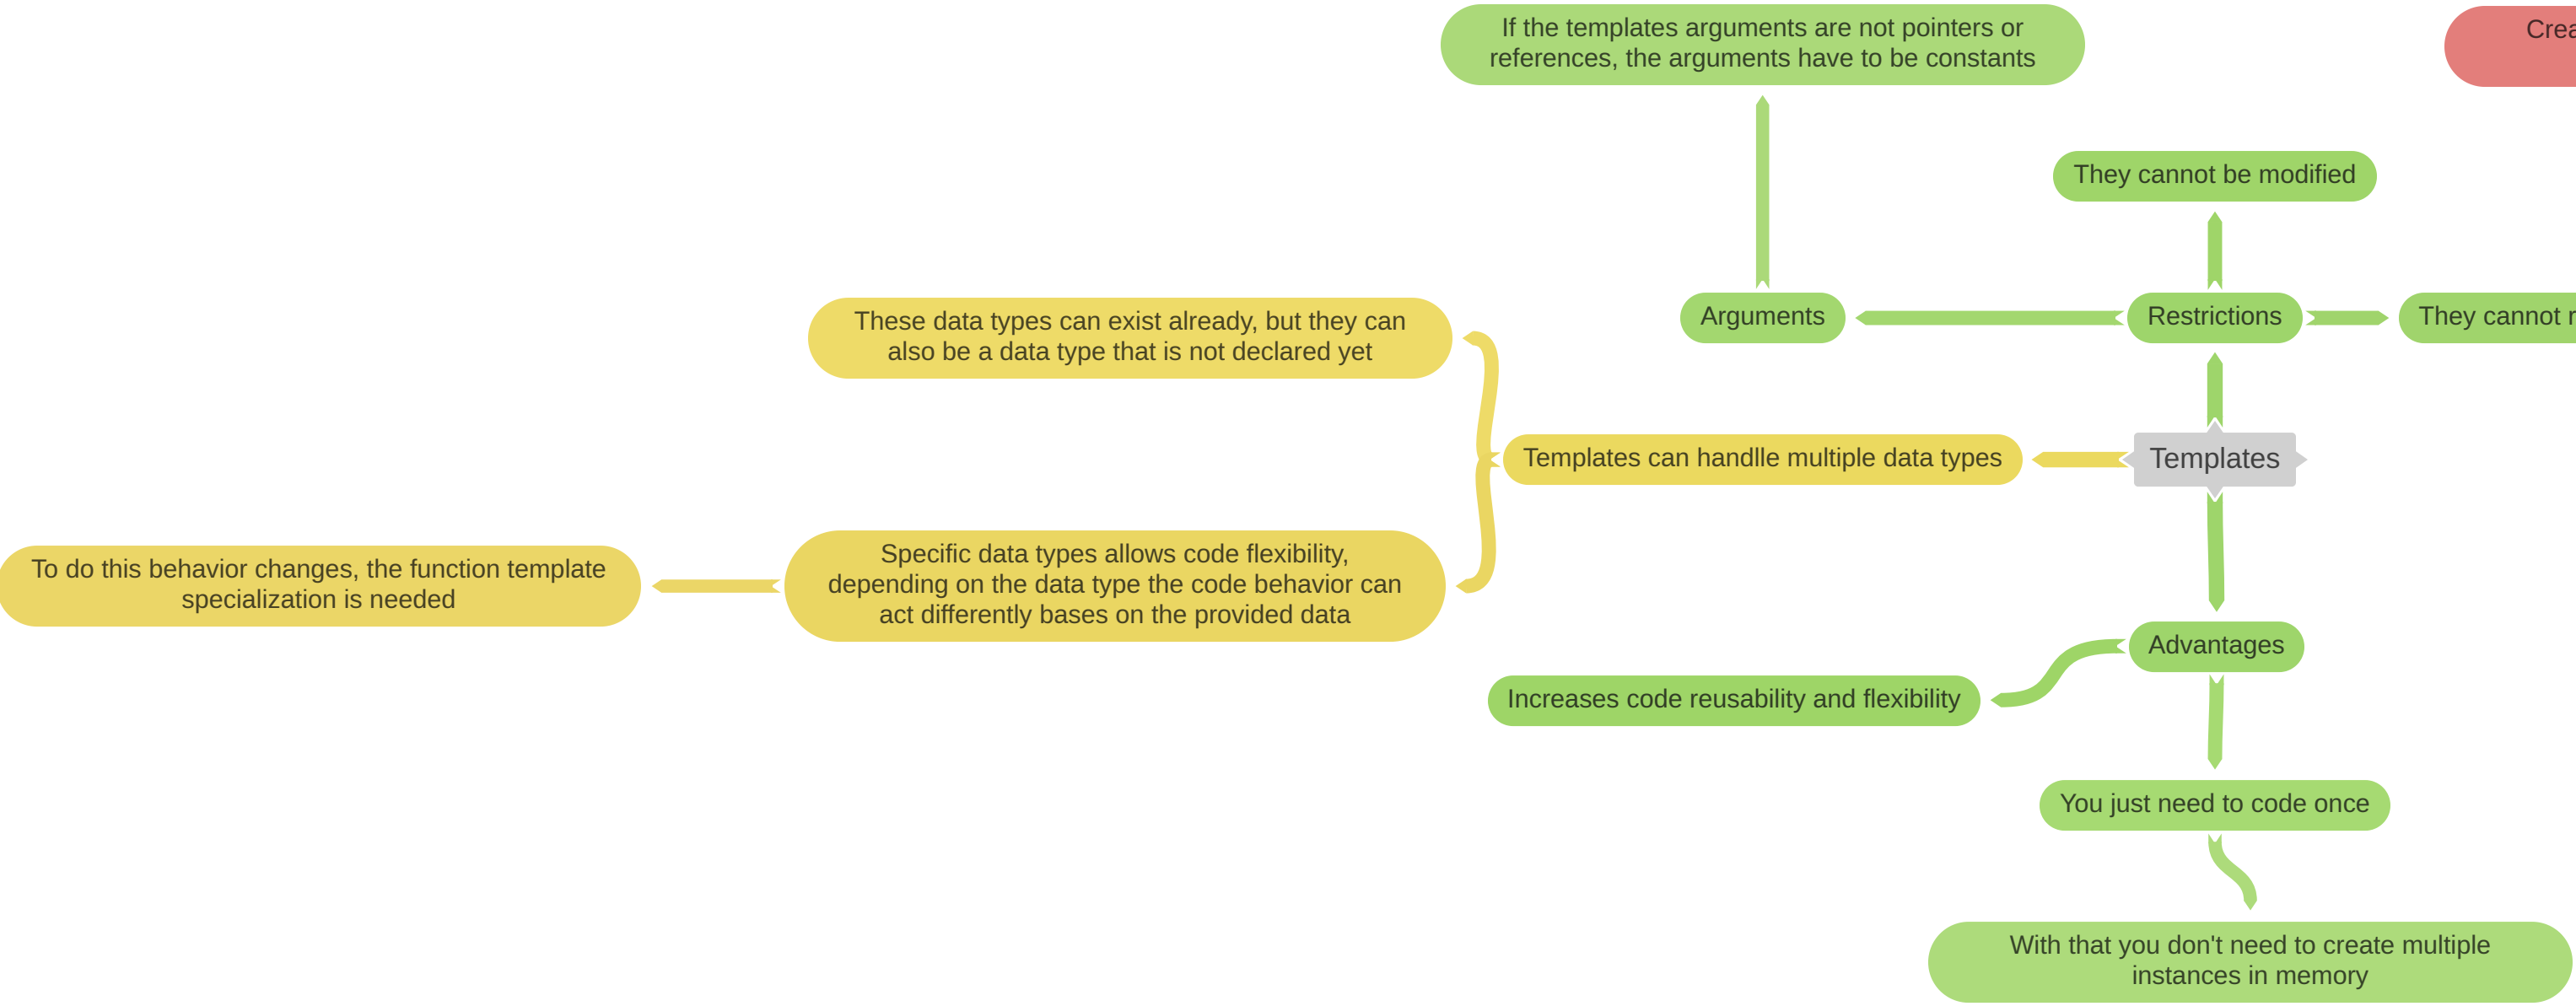 If the templates arguments are not pointers or
references, the arguments have to be constants
They cannot be modified
These data types can exist already, but they can
also be a data type that is not declared yet
Arguments
Restrictions
They cannot
Templates can handlle multiple data types
Templates
To do this behavior changes, the function template
specialization is needed
Specific data types allows code flexibility,
depending on the data type the code behavior can
act differently bases on the provided data
Advantages
Increases code reusability and flexibility
You just need to code once
With that you don't need to create multiple
instances in memory